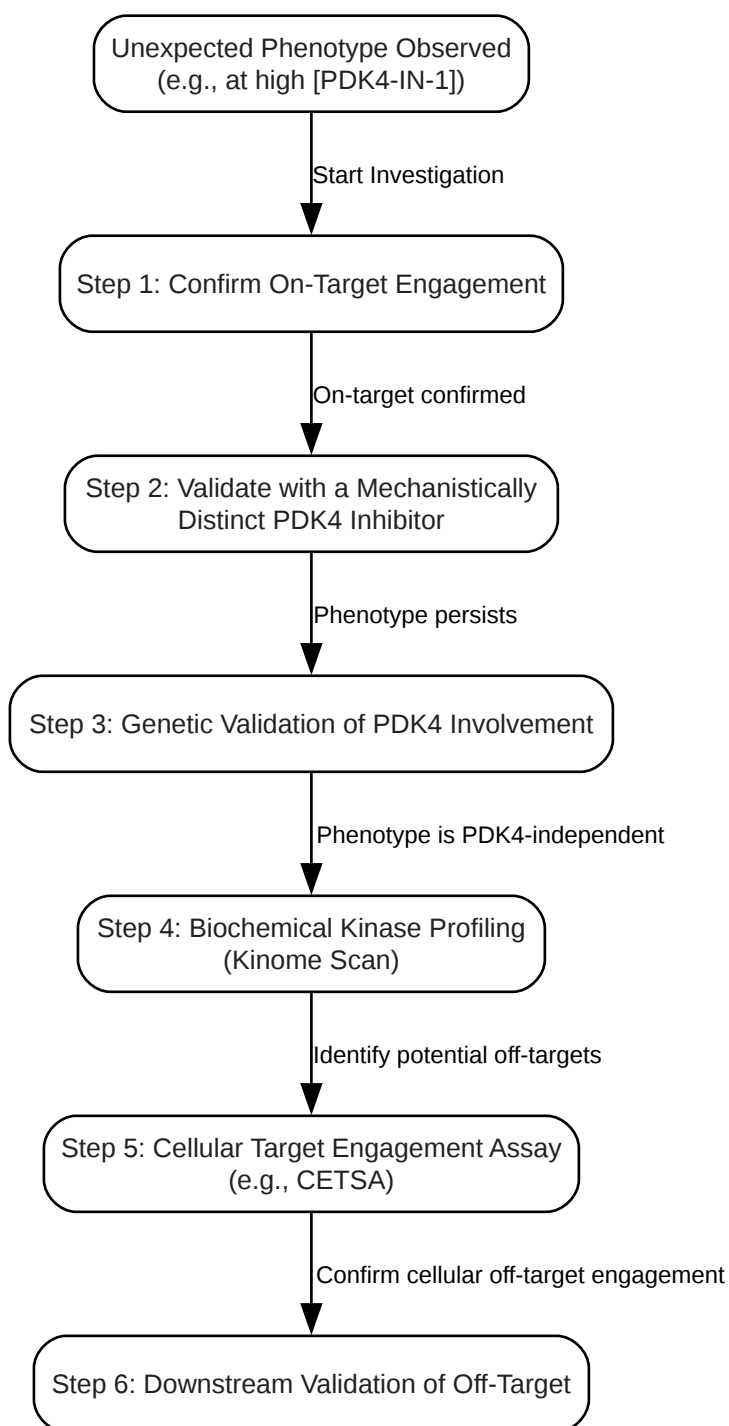 Unexpected Phenotype Observed
(e.g., at high [PDK4-IN-1])
Start Investigation
Step 1: Confirm On-Target Engagement
On-target confirmed
Step 2: Validate with a Mechanistically
Distinct PDK4 Inhibitor
Phenotype persists
Step 3: Genetic Validation of PDK4 Involvement
Phenotype is PDK4-independent
Step 4: Biochemical Kinase Profiling
(Kinome Scan)
Identify potential off-targets
Step 5: Cellular Target Engagement Assay
(e.g., CETSA)
Confirm cellular off-target engagement
Step 6: Downstream Validation of Off-Target